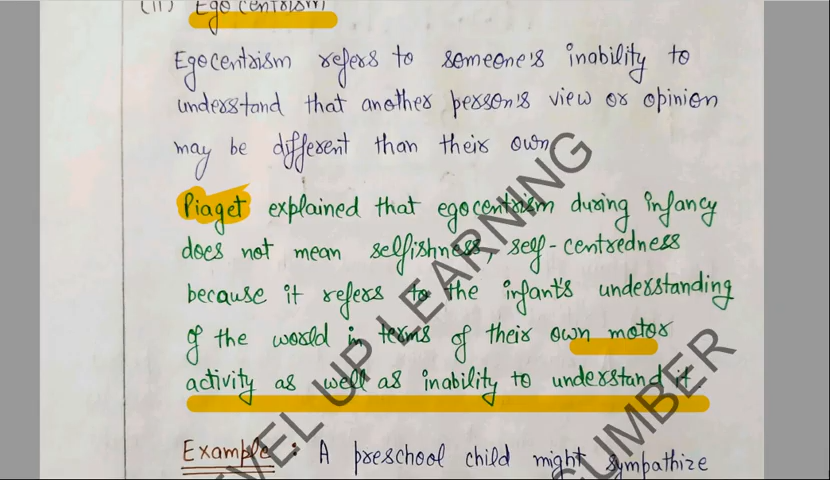 (ii) Ego centrism
Egocentrism refers to someone's inability to
understand that another person's view or opinion
may be different than their own
Piaget explained that egocentrism during infancy
does not mean selfishness, self-centredness
because it refers to the infant's understanding
of the world in terms of their own motor
activity as well as inability to understand it
Example : A preschool child might sympathize
LEVEL UP LEARNING
CUMBER